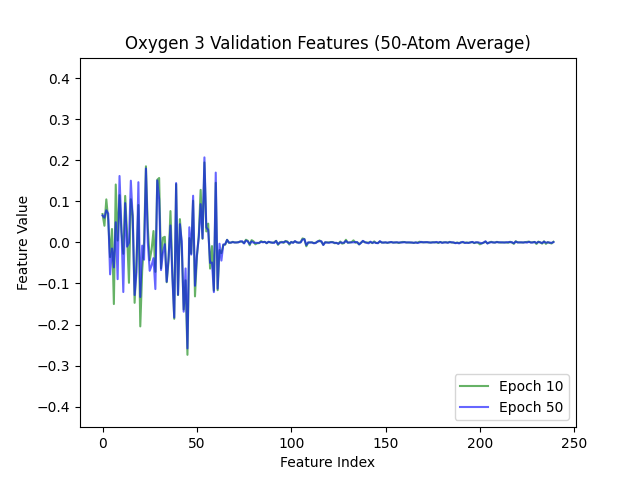 Oxygen 3 Validation Features (50-Atom Average)
Feature Value
0.4
0.3
0.2
0.1
0.0
−0.1
−0.2
−0.3
−0.4
Epoch 10
Epoch 50
0 50 100 150 200 250
Feature Index